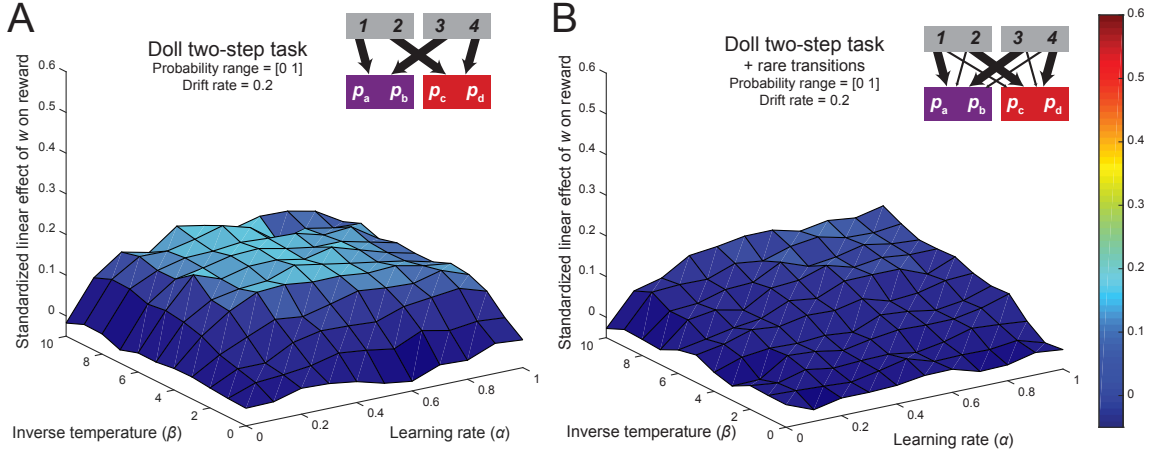 A
Doll two-step task
Probability range = [0 1]
Drift rate = 0.2
1 2 3 4
pa pb pc pd
Standardized linear effect of w on reward
0.6
0.5
0.4
0.3
0.2
0.1
0
10
8
6
4
2
0
Inverse temperature (β)
0
0.2
0.4
0.6
0.8
1
Learning rate (α)
B
Doll two-step task
+ rare transitions
Probability range = [0 1]
Drift rate = 0.2
1 2 3 4
pa pb pc pd
Standardized linear effect of w on reward
0.6
0.5
0.4
0.3
0.2
0.1
0
10
8
6
4
2
0
Inverse temperature (β)
0
0.2
0.4
0.6
0.8
1
Learning rate (α)
0.6
0.5
0.4
0.3
0.2
0.1
0